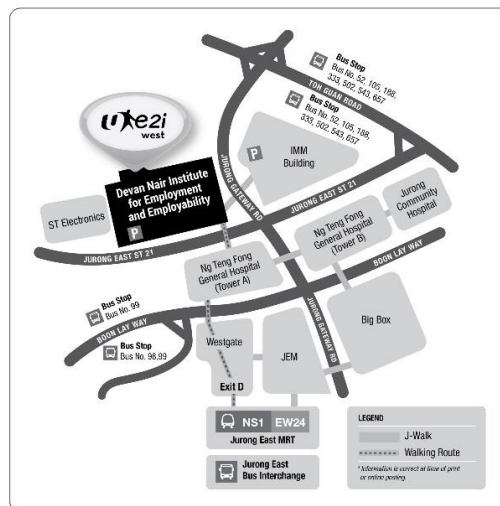 Bus Stop
Bus No. 52, 105, 188,
333, 502, 543, 657
TOH GUAN ROAD
Bus Stop
Bus No. 52, 105, 188,
333, 502, 543, 657
e2i
west
P
IMM
Building
JURONG GATEWAY RD
Devan Nair Institute
for Employment
and Employability
P
ST Electronics
JURONG EAST ST 21
JURONG EAST ST 21
Jurong
Community
Hospital
Ng Teng Fong
General Hospital
(Tower B)
Ng Teng Fong
General Hospital
(Tower A)
BOON LAY WAY
JURONG GATEWAY RD
Bus Stop
Bus No. 99
BOON LAY WAY
Bus Stop
Bus No. 98,99
Westgate
Exit D
JEM
Big Box
NS1 EW24
Jurong East MRT
Jurong East
Bus Interchange
LEGEND
J-Walk
Walking Route
* Information is correct at time of print
or online posting.